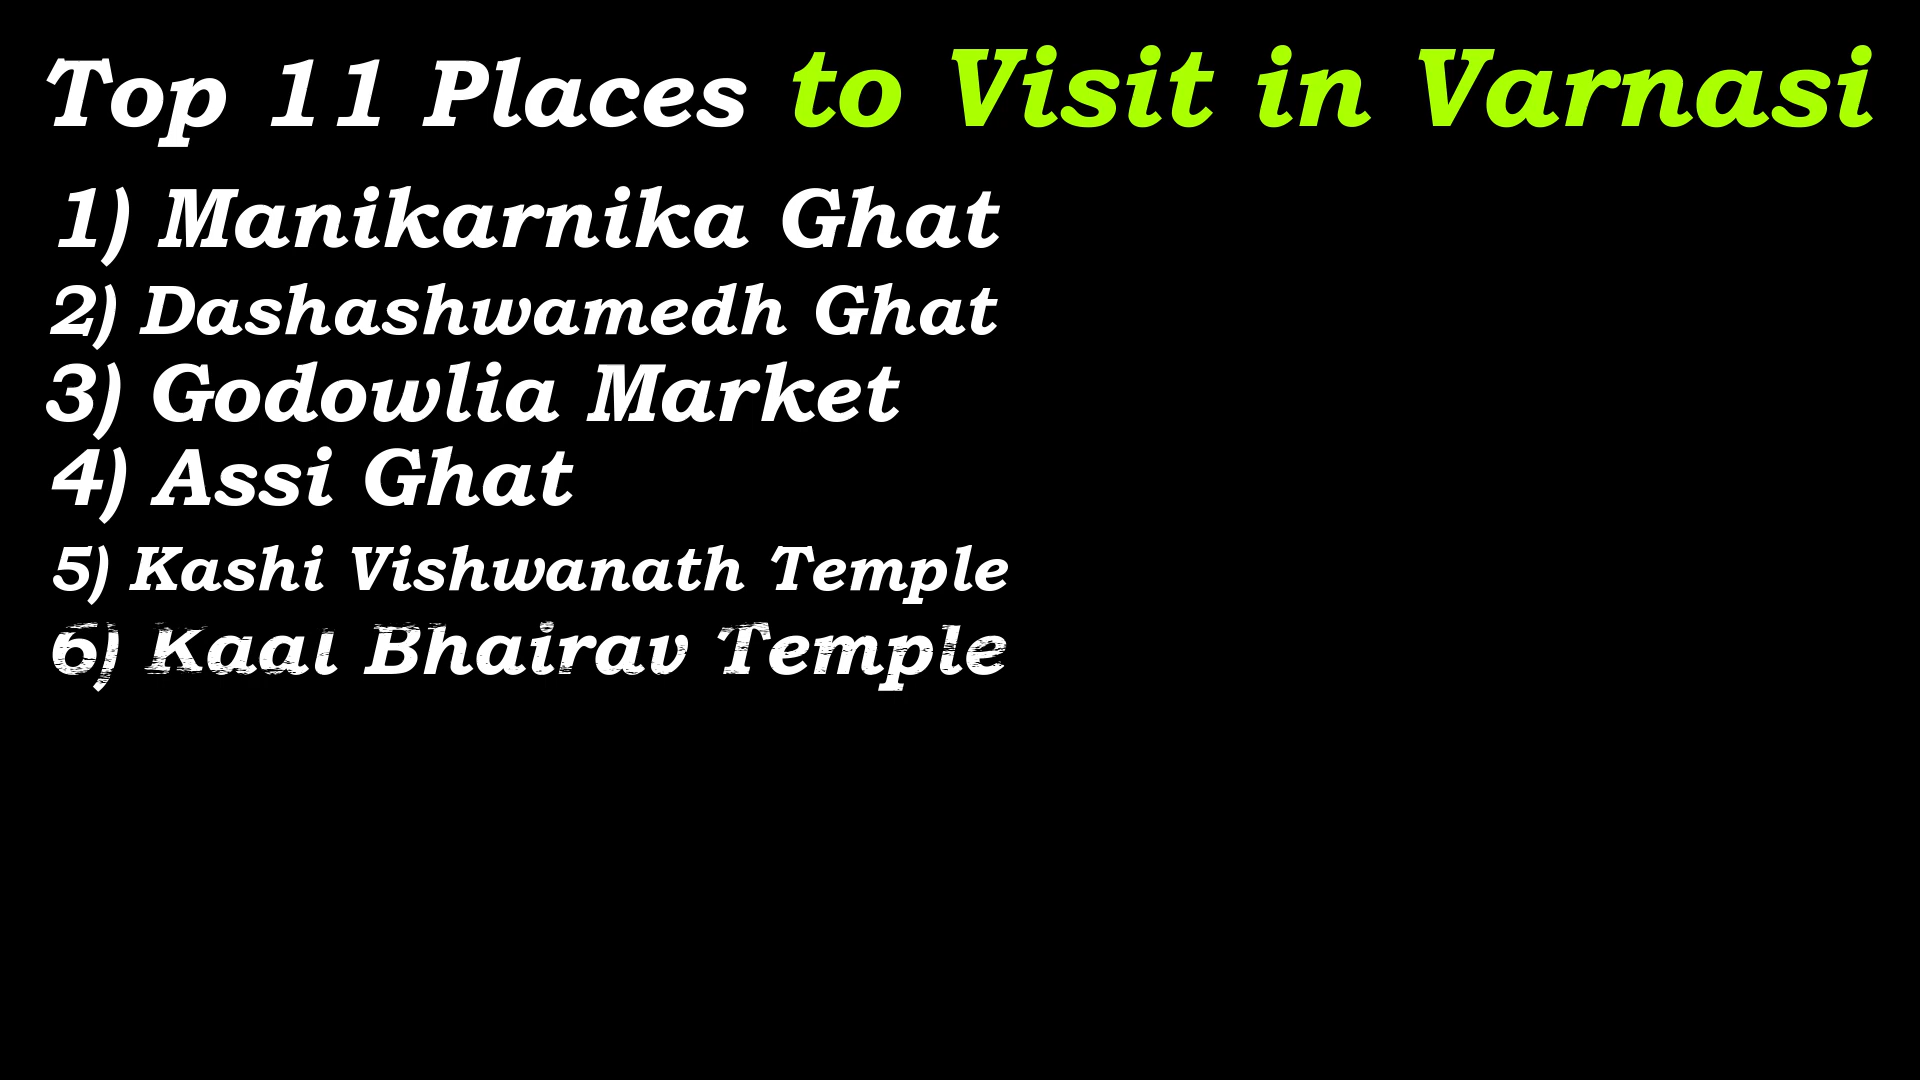 Top 11 Places to Visit in Varnasi
1) Manikarnika Ghat
2) Dashashwamedh Ghat
3) Godowlia Market
4) Assi Ghat
5) Kashi Vishwanath Temple
6) Kaal Bhairav Temple